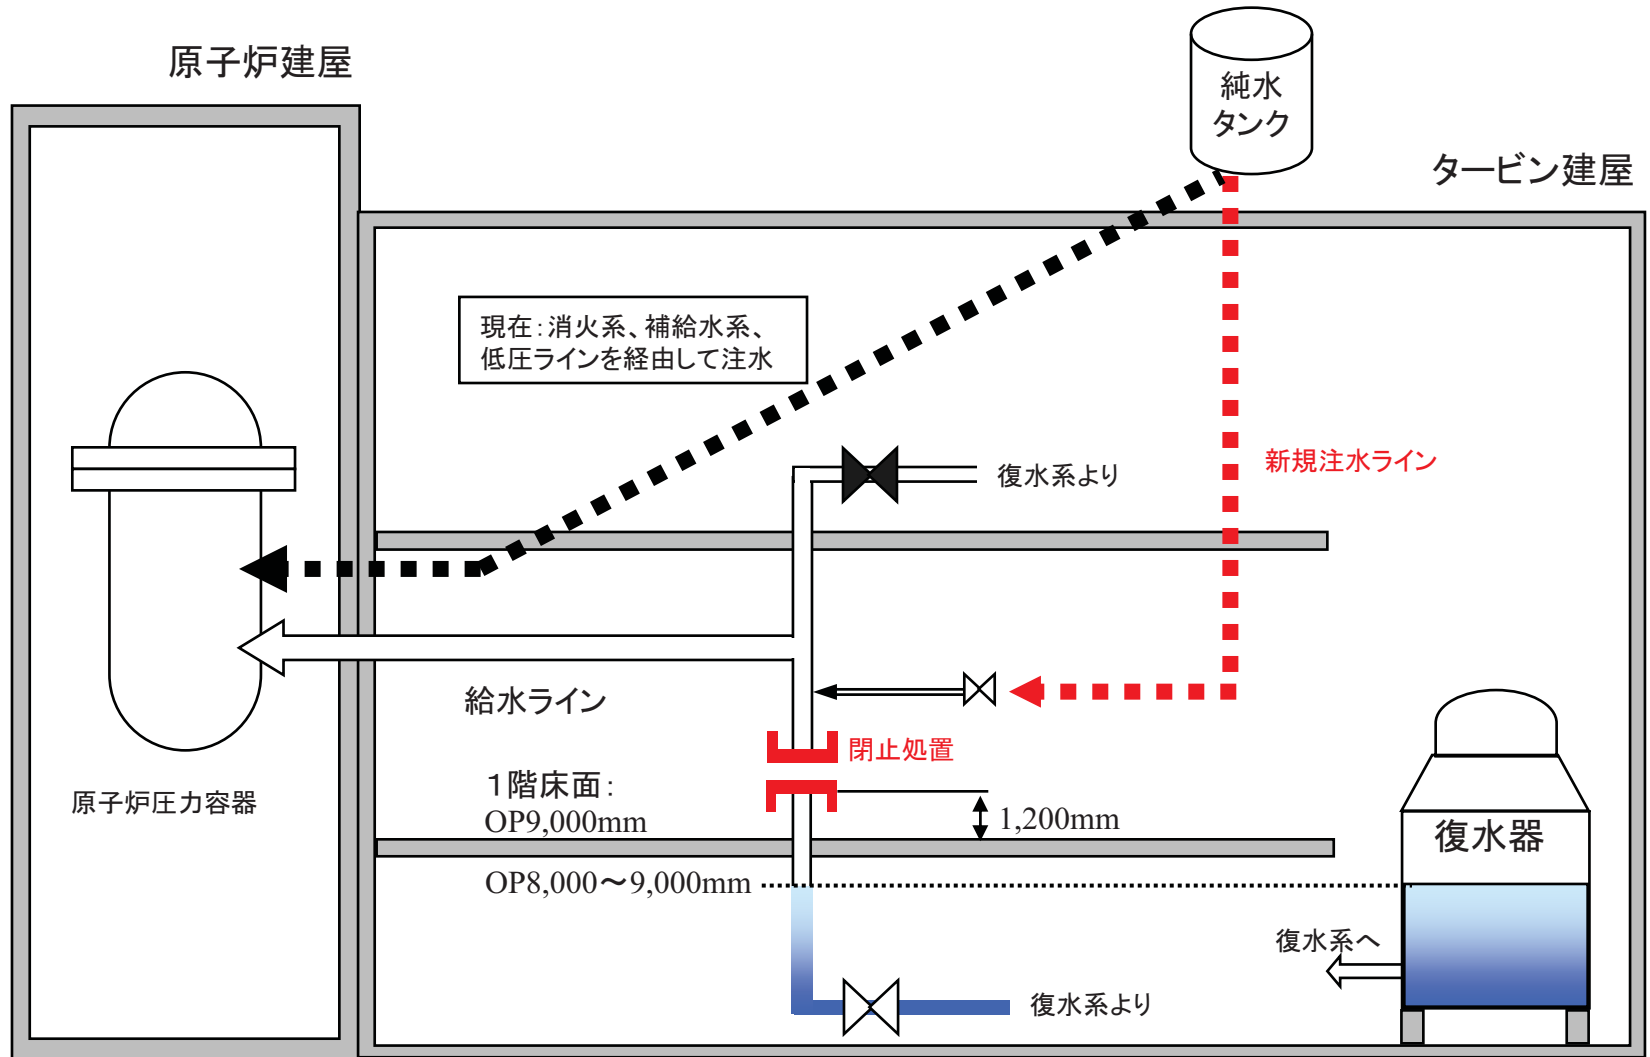 原子炉建屋
純水
タンク
タービン建屋
現在：消火系、補給水系、
低圧ラインを経由して注水
新規注水ライン
復水系より
給水ライン
閉止処置
原子炉圧力容器
1階床面：
OP9,000mm
1,200mm
復水器
OP8,000～9,000mm
復水系へ
復水系より